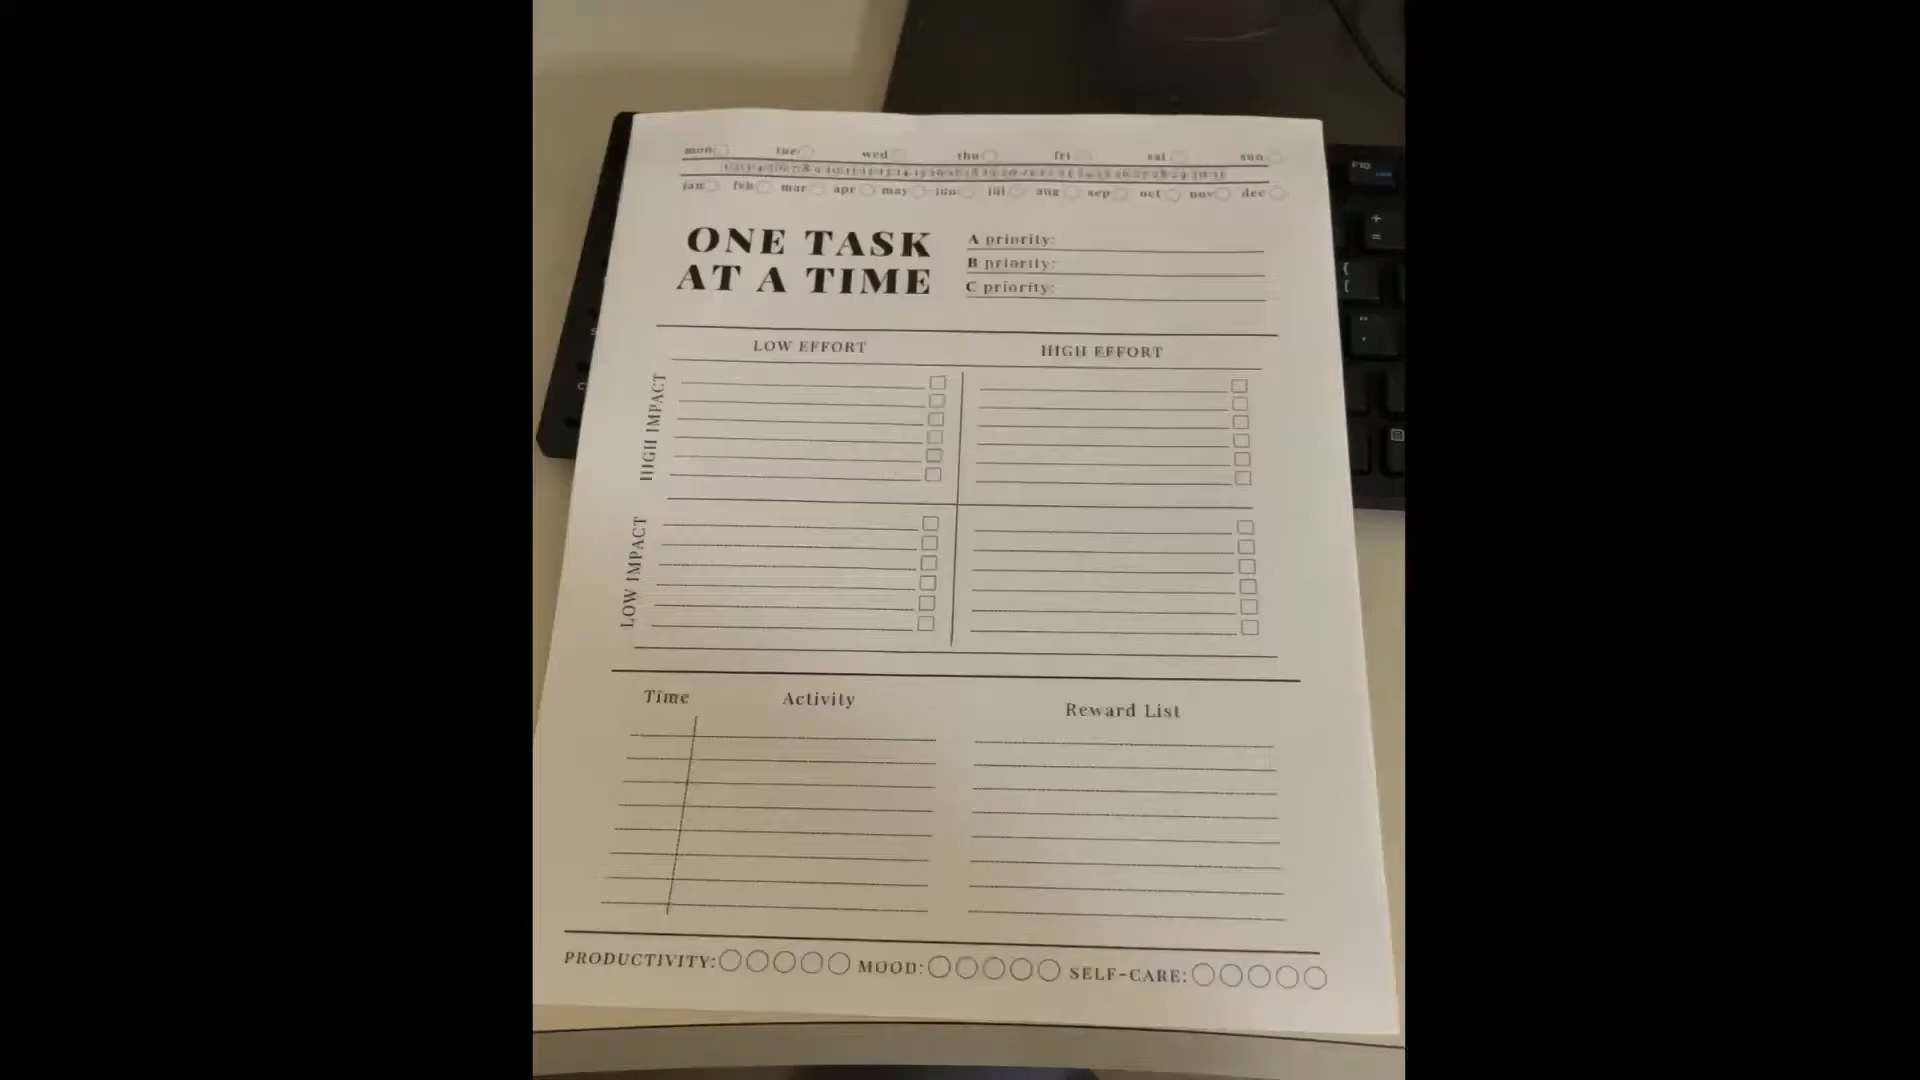 mon tue wed thu fri sat sun
jan feb mar apr may jun jul aug sep oct nov dec
ONE TASK
AT A TIME
A priority:
B priority:
C priority:
LOW EFFORT HIGH EFFORT
HIGH IMPACT
LOW IMPACT
Time Activity Reward List
PRODUCTIVITY: MOOD: SELF-CARE: